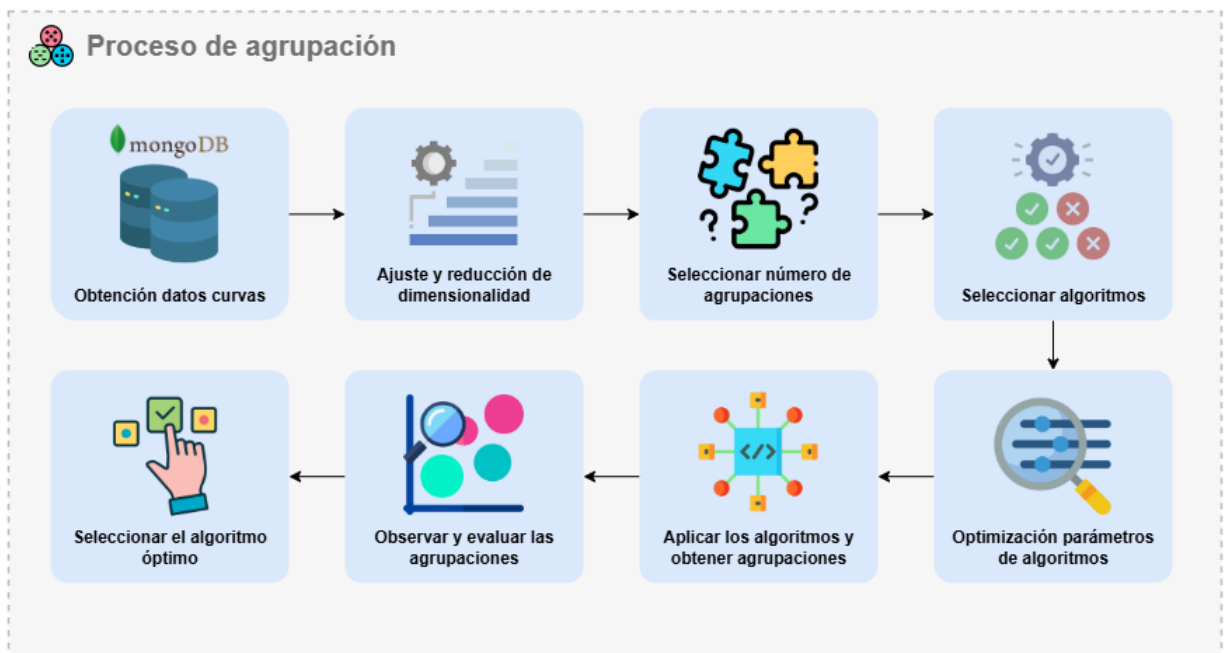 Proceso de agrupación
mongoDB
Obtención datos curvas
Ajuste y reducción de
dimensionalidad
? ?
Seleccionar número de
agrupaciones
Seleccionar algoritmos
Optimización parámetros
de algoritmos
</>
Aplicar los algoritmos y
obtener agrupaciones
Observar y evaluar las
agrupaciones
Seleccionar el algoritmo
óptimo